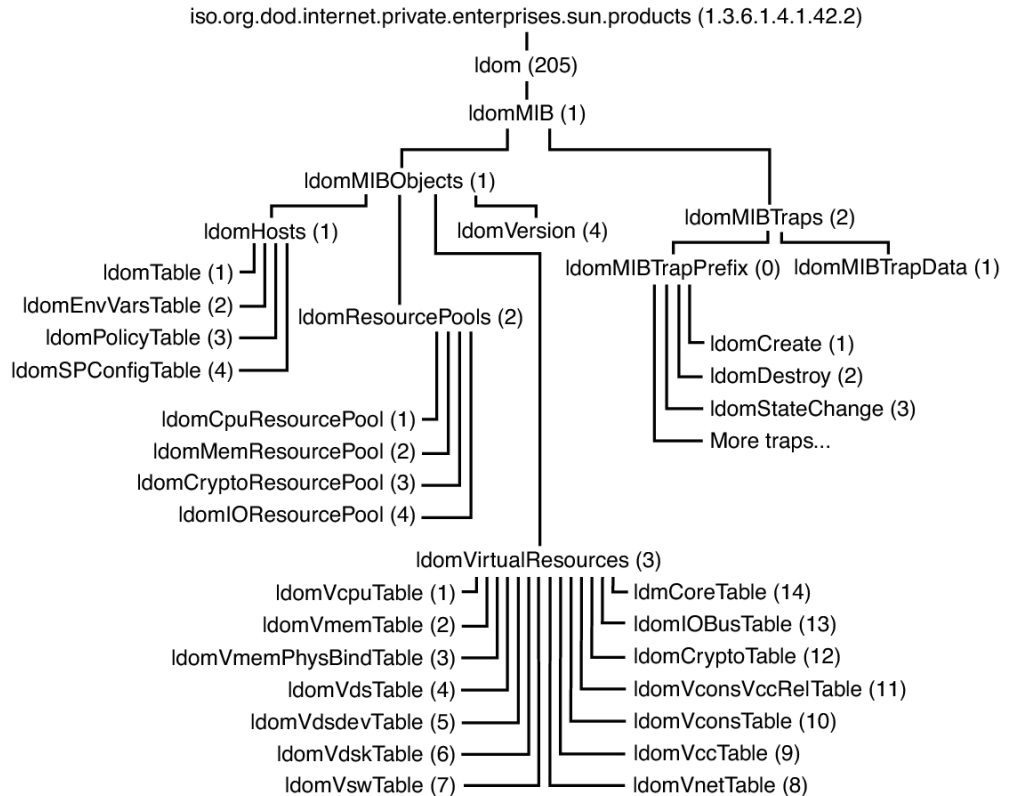 iso.org.dod.internet.private.enterprises.sun.products (1.3.6.1.4.1.42.2)
ldom (205)
ldomMIB (1)
ldomMIBObjects (1)
ldomHosts (1)
ldomTable (1)
ldomEnvVarsTable (2)
ldomPolicyTable (3)
ldomSPConfigTable (4)
ldomResourcePools (2)
ldomCpuResourcePool (1)
ldomMemResourcePool (2)
ldomCryptoResourcePool (3)
ldomIOResourcePool (4)
ldomVersion (4)
ldomVirtualResources (3)
ldomVcpuTable (1)
ldomVmemTable (2)
ldomVmemPhysBindTable (3)
ldomVdsTable (4)
ldomVdsdevTable (5)
ldomVdskTable (6)
ldomVswTable (7)
ldmCoreTable (14)
ldomIOBusTable (13)
ldomCryptoTable (12)
ldomVconsVccRelTable (11)
ldomVconsTable (10)
ldomVccTable (9)
ldomVnetTable (8)
ldomMIBTraps (2)
ldomMIBTrapPrefix (0)
ldomMIBTrapData (1)
ldomCreate (1)
ldomDestroy (2)
ldomStateChange (3)
More traps...